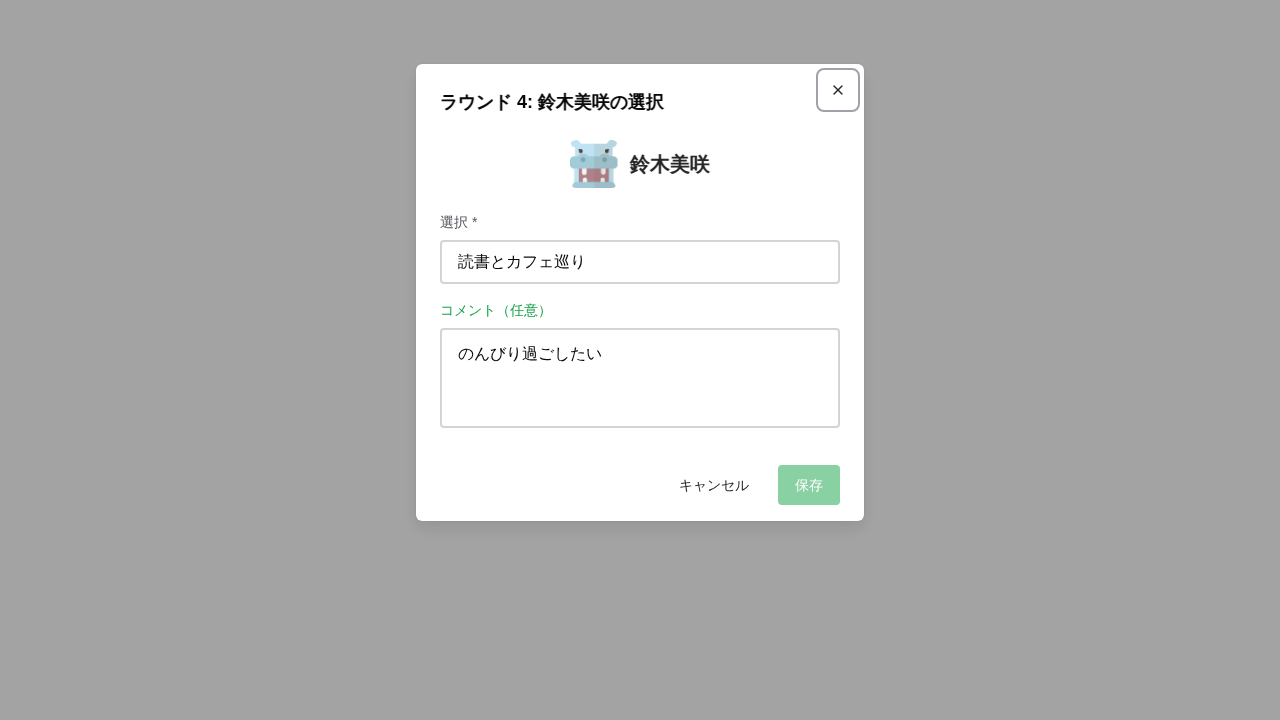 ラウンド 4: 鈴木美咲の選択
×
鈴木美咲
選択 *
読書とカフェ巡り
コメント（任意）
のんびり過ごしたい
キャンセル
保存